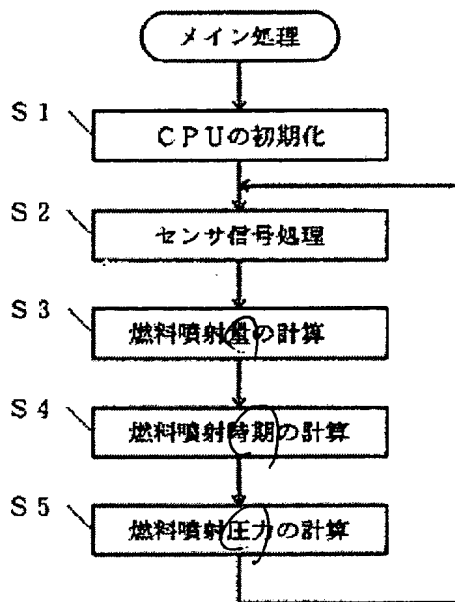 メイン処理
S1
CPUの初期化
S2
センサ信号処理
S3
燃料噴射量の計算
S4
燃料噴射時期の計算
S5
燃料噴射圧力の計算